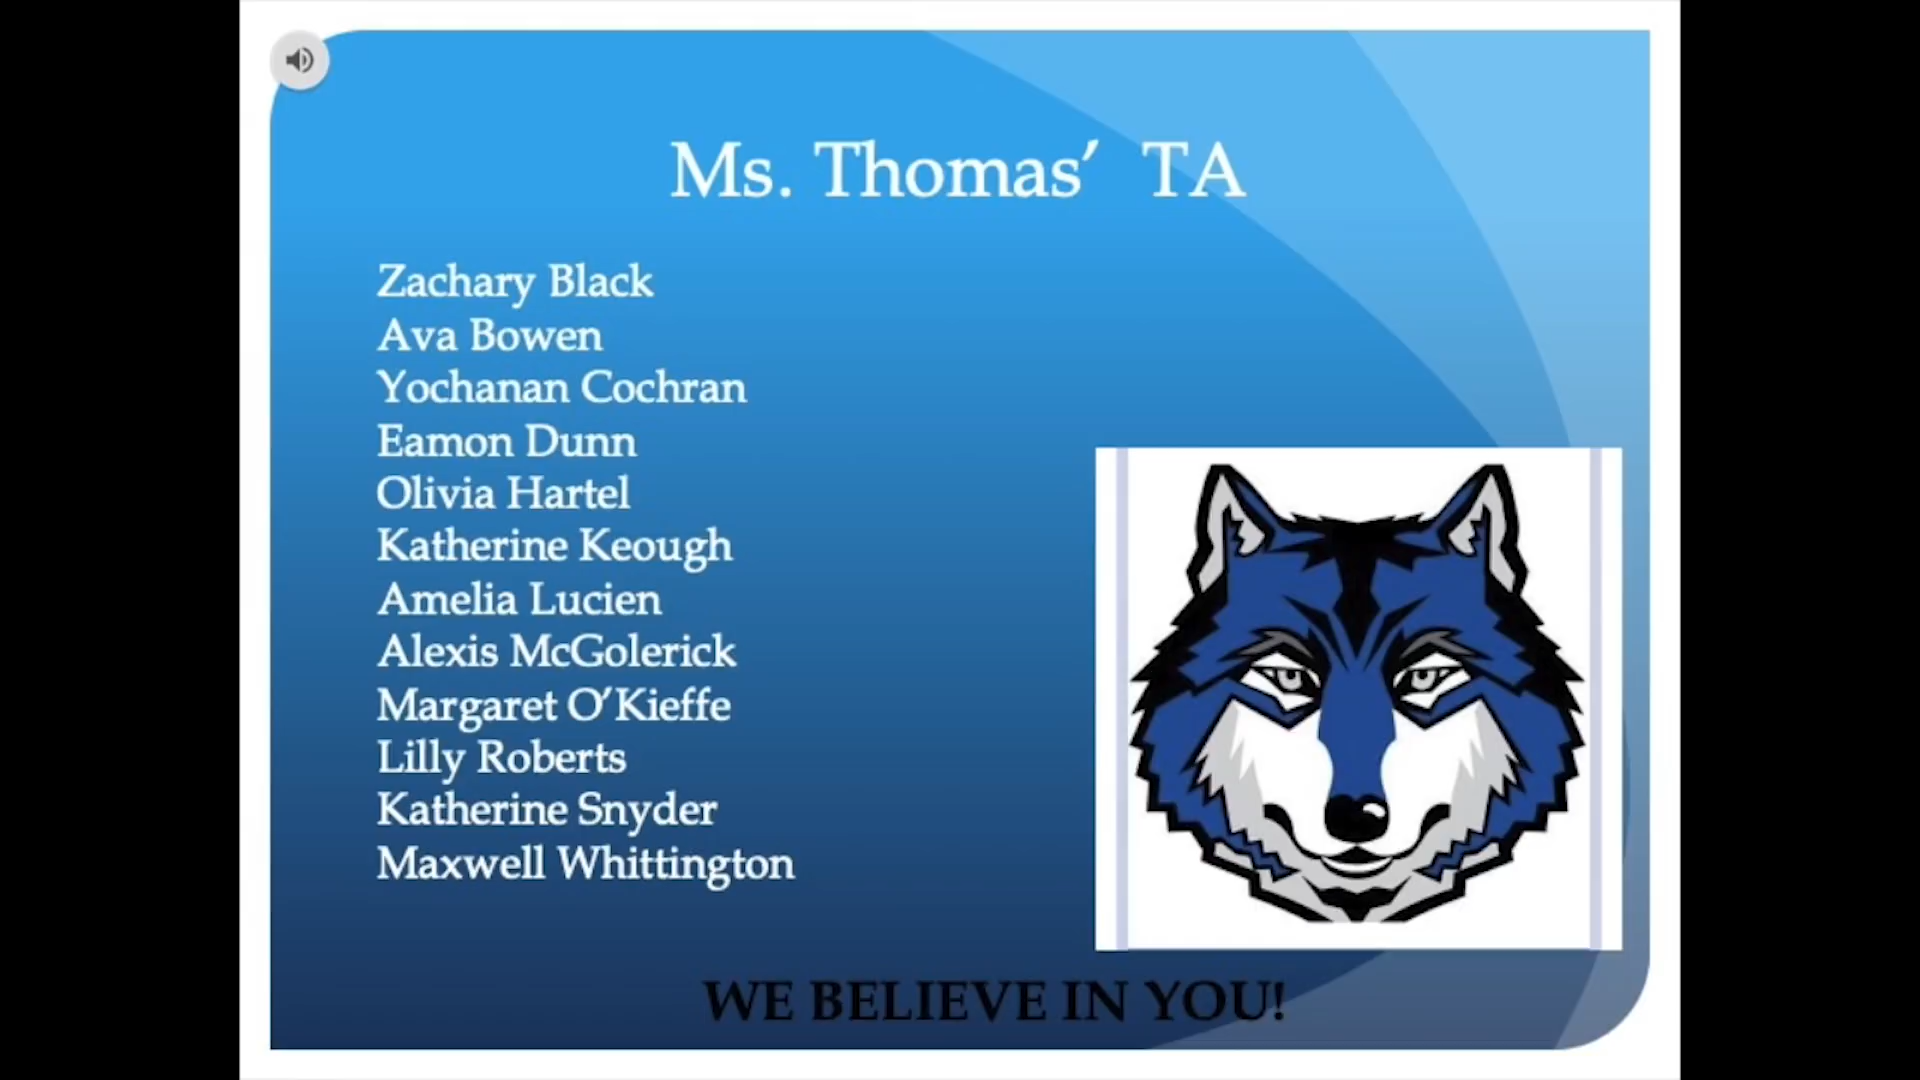 Ms. Thomas’ TA
Zachary Black
Ava Bowen
Yochanan Cochran
Eamon Dunn
Olivia Hartel
Katherine Keough
Amelia Lucien
Alexis McGolerick
Margaret O’Kieffe
Lilly Roberts
Katherine Snyder
Maxwell Whittington
WE BELIEVE IN YOU!